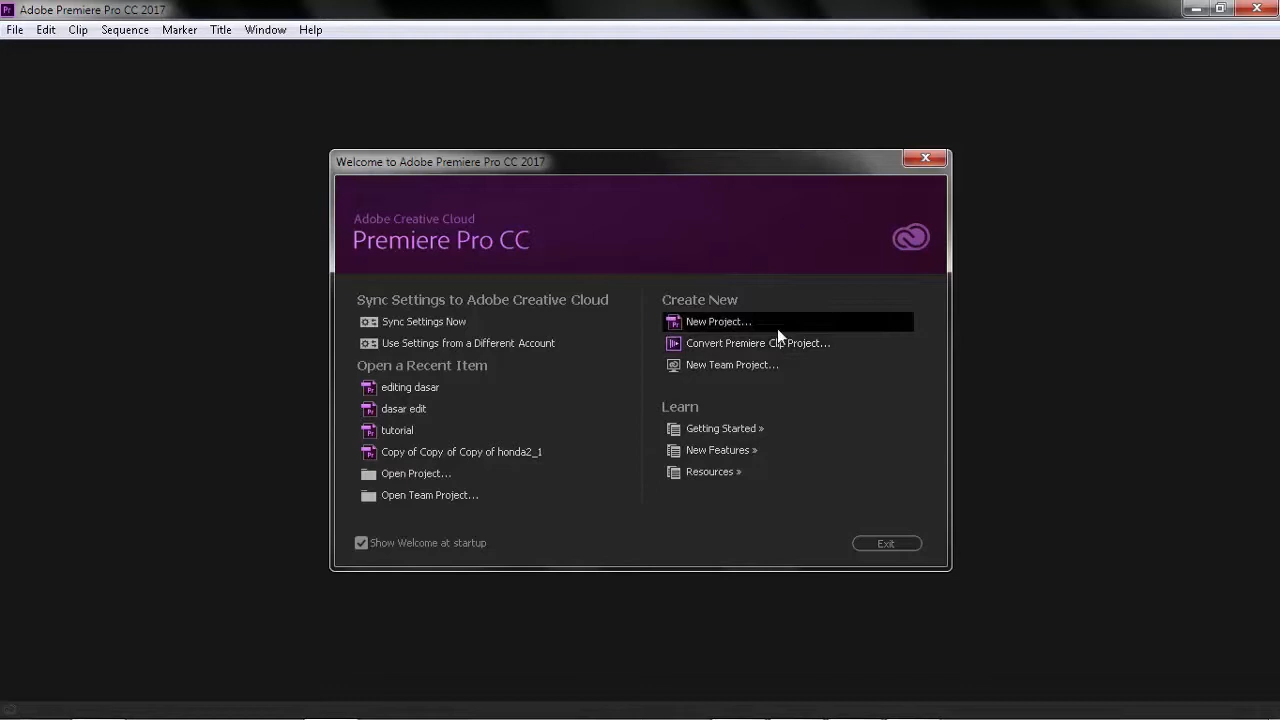 Adobe Premiere Pro CC 2017
File Edit Clip Sequence Marker Title Window Help
Welcome to Adobe Premiere Pro CC 2017
Adobe Creative Cloud
Premiere Pro CC
Sync Settings to Adobe Creative Cloud
Sync Settings Now
Use Settings from a Different Account
Open a Recent Item
editing dasar
dasar edit
tutorial
Copy of Copy of Copy of honda2_1
Open Project...
Open Team Project...
Show Welcome at startup
Create New
New Project...
Convert Premiere Clip Project...
New Team Project...
Learn
Getting Started »
New Features »
Resources »
Exit